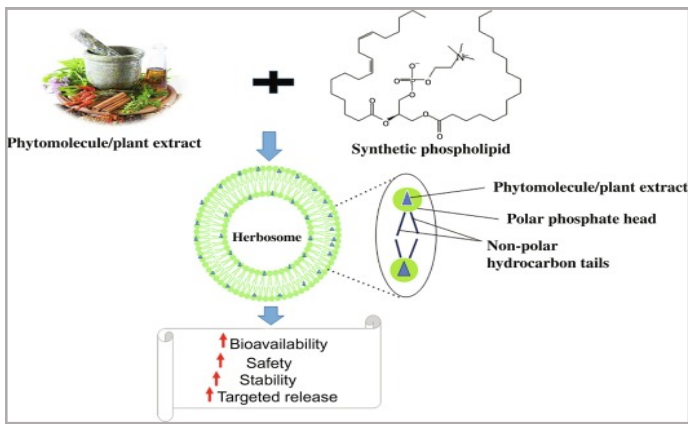 Phytomolecule/plant extract
Synthetic phospholipid
O⁻
N⁺
O
P
O
O
O
O
O
O
Herbosome
Phytomolecule/plant extract
Polar phosphate head
Non-polar
hydrocarbon tails
Bioavailability
Safety
Stability
Targeted release